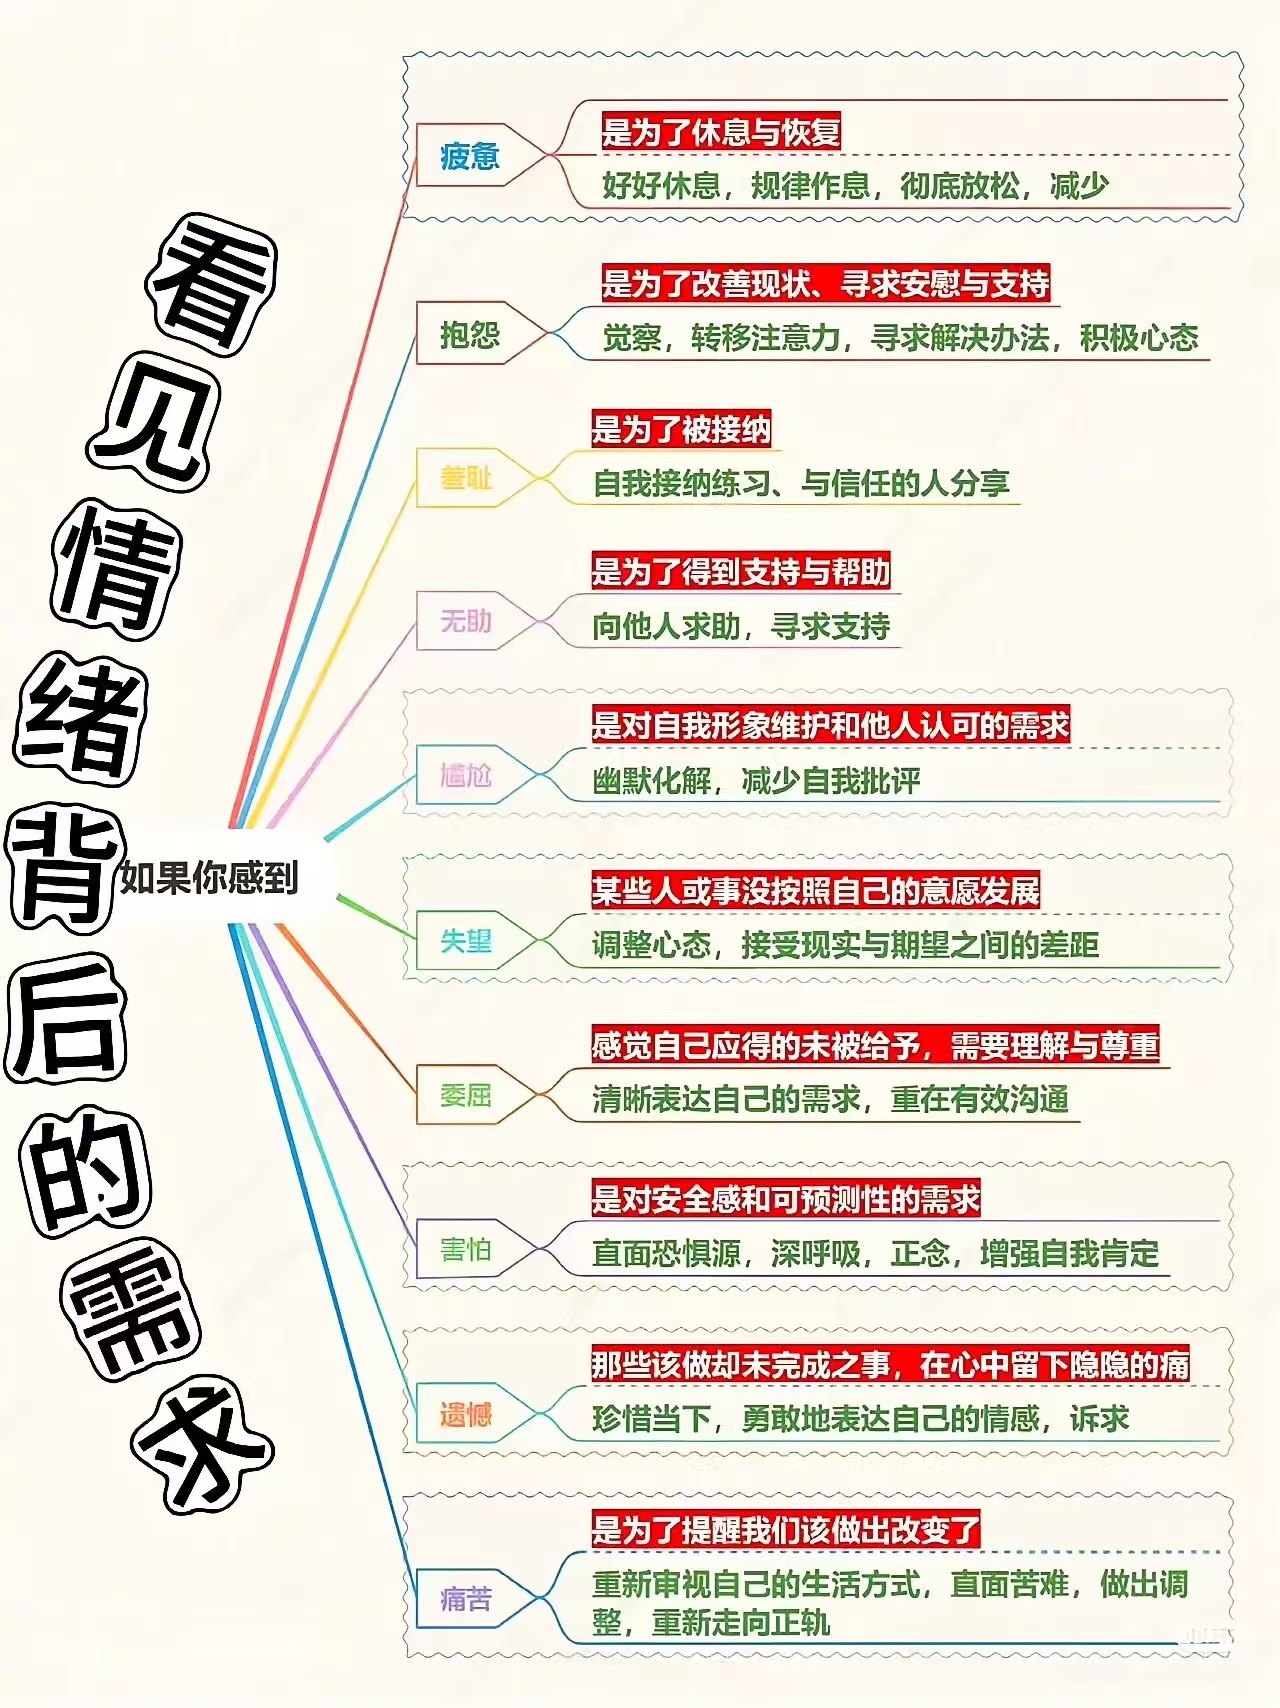 看见情绪背后的需求
如果你感到
疲惫
是为了休息与恢复
好好休息，规律作息，彻底放松，减少
抱怨
是为了改善现状、寻求安慰与支持
觉察，转移注意力，寻求解决办法，积极心态
羞耻
是为了被接纳
自我接纳练习、与信任的人分享
无助
是为了得到支持与帮助
向他人求助，寻求支持
尴尬
是对自我形象维护和他人认可的需求
幽默化解，减少自我批评
失望
某些人或事没按照自己的意愿发展
调整心态，接受现实与期望之间的差距
委屈
感觉自己应得的未被给予，需要理解与尊重
清晰表达自己的需求，重在有效沟通
害怕
是对安全感和可预测性的需求
直面恐惧源，深呼吸，正念，增强自我肯定
遗憾
那些该做却未完成之事，在心中留下隐隐的痛
珍惜当下，勇敢地表达自己的情感，诉求
痛苦
是为了提醒我们该做出改变了
重新审视自己的生活方式，直面苦难，做出调
整，重新走向正轨